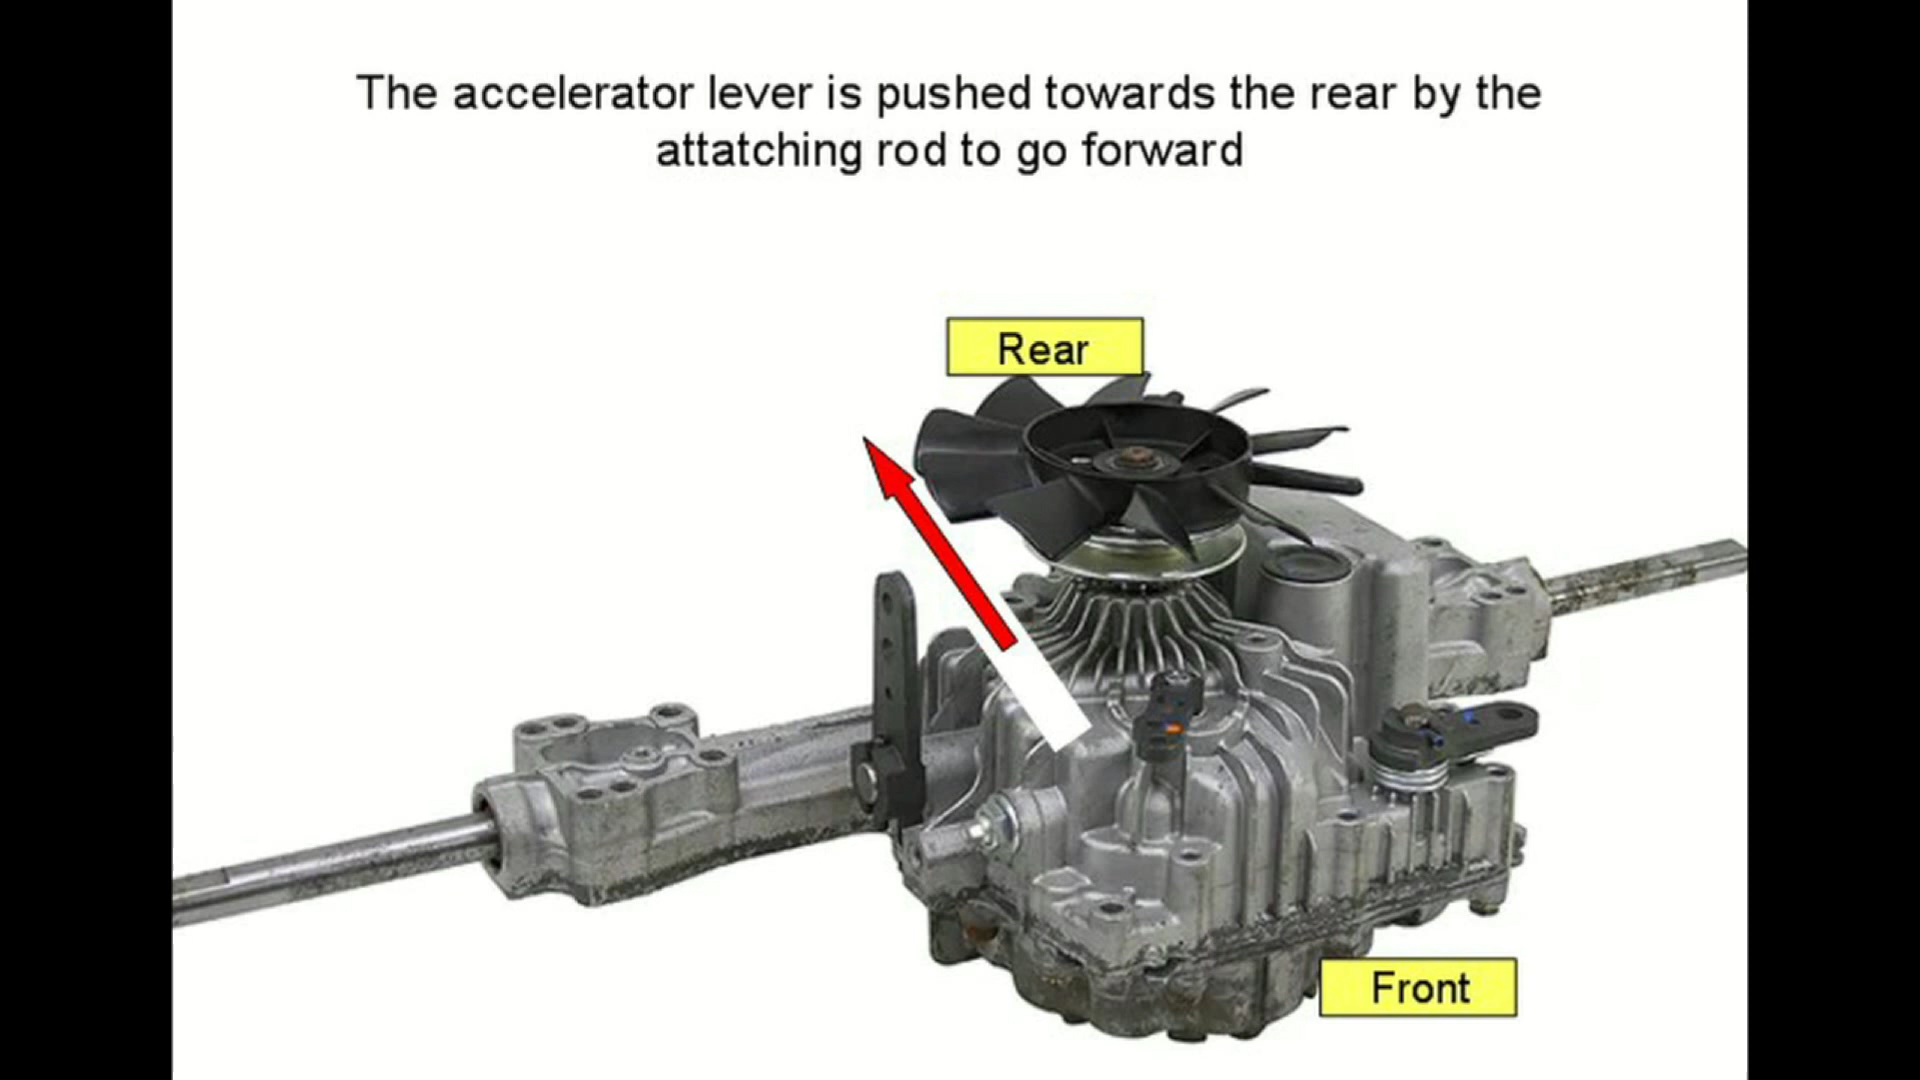 The accelerator lever is pushed towards the rear by the
attatching rod to go forward
Rear
Front